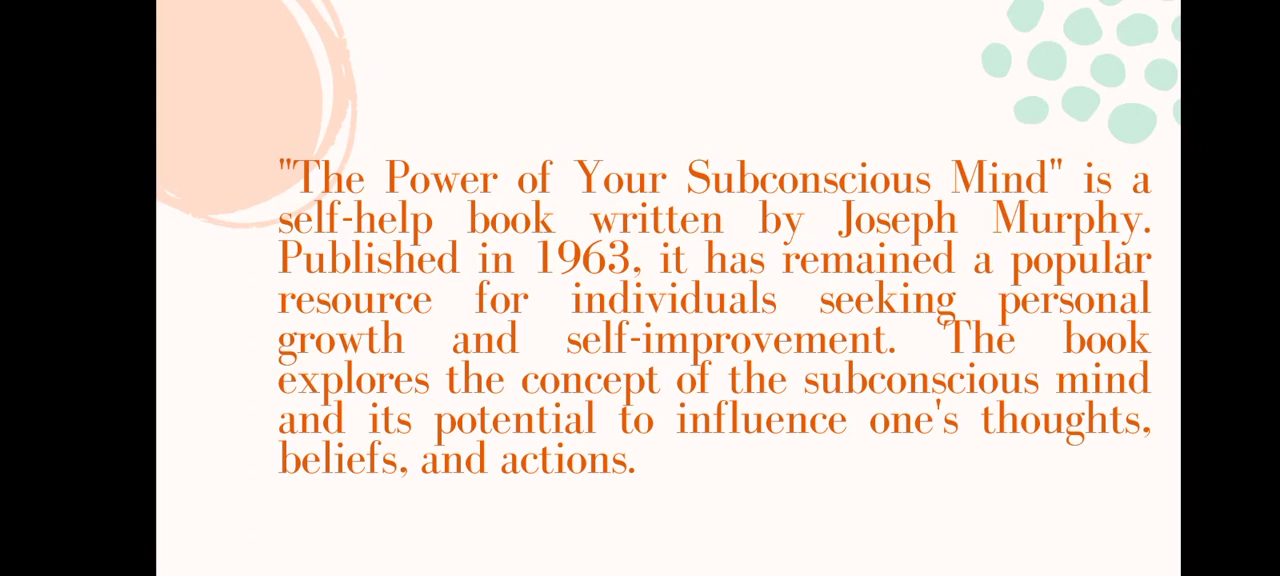 "The Power of Your Subconscious Mind" is a
self-help book written by Joseph Murphy.
Published in 1963, it has remained a popular
resource for individuals seeking personal
growth and self-improvement. The book
explores the concept of the subconscious mind
and its potential to influence one's thoughts,
beliefs, and actions.